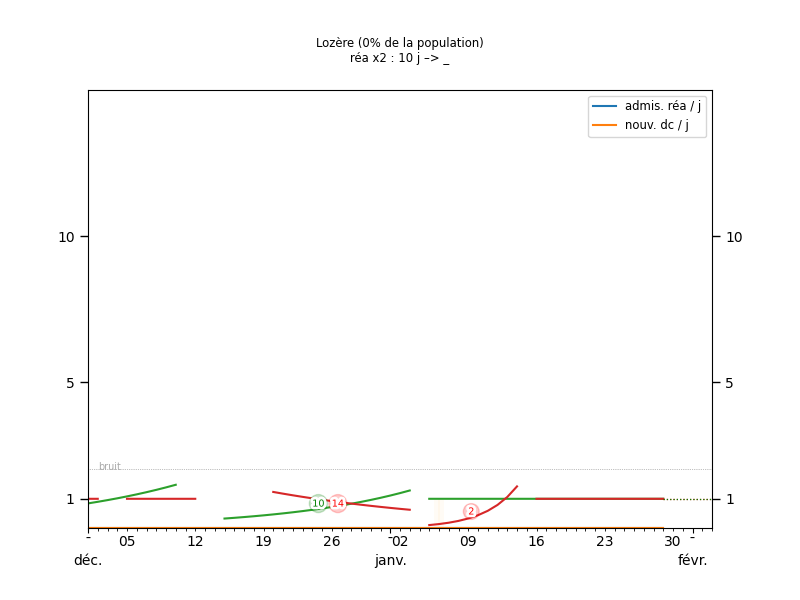 Lozère (0% de la population)
réa x2 : 10 j –> _
admis. réa / j
nouv. dc / j
10 10
5 5
bruit
1 10 14 2 1
- 05 12 19 26 - 02 09 16 23 30 -
déc. janv. févr.